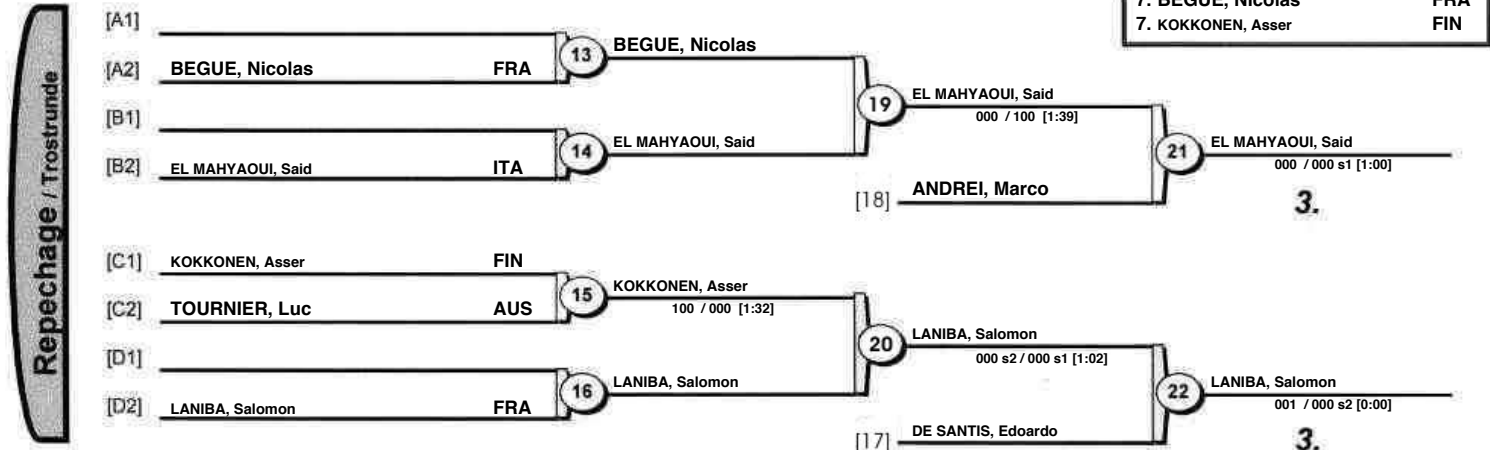 7. BEGUE, Nicolas FRA
7. KOKKONEN, Asser FIN
Repechage / Trostrunde
[A1]
[A2] BEGUE, Nicolas FRA
13 BEGUE, Nicolas
[B1]
[B2] EL MAHYAOUI, Said ITA
14 EL MAHYAOUI, Said
19 EL MAHYAOUI, Said
000 / 100 [1:39]
[18] ANDREI, Marco
21 EL MAHYAOUI, Said
000 / 000 s1 [1:00]
3.
[C1] KOKKONEN, Asser FIN
[C2] TOURNIER, Luc AUS
15 KOKKONEN, Asser
100 / 000 [1:32]
[D1]
[D2] LANIBA, Salomon FRA
16 LANIBA, Salomon
20 LANIBA, Salomon
000 s2 / 000 s1 [1:02]
[17] DE SANTIS, Edoardo
22 LANIBA, Salomon
001 / 000 s2 [0:00]
3.